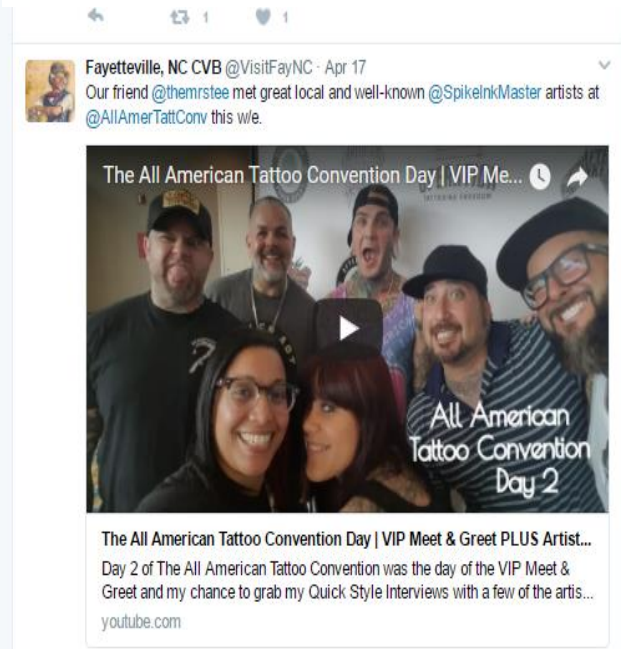 1 1
Fayetteville, NC CVB @VisitFayNC · Apr 17
Our friend @themrstee met great local and well-known @SpikeInkMaster artists at
@AllAmerTattConv this w/e.
The All American Tattoo Convention Day | VIP Me...
TATTOOING FREEDOM
All American
Tattoo Convention
Day 2
The All American Tattoo Convention Day | VIP Meet & Greet PLUS Artist...
Day 2 of The All American Tattoo Convention was the day of the VIP Meet &
Greet and my chance to grab my Quick Style Interviews with a few of the artis...
youtube.com